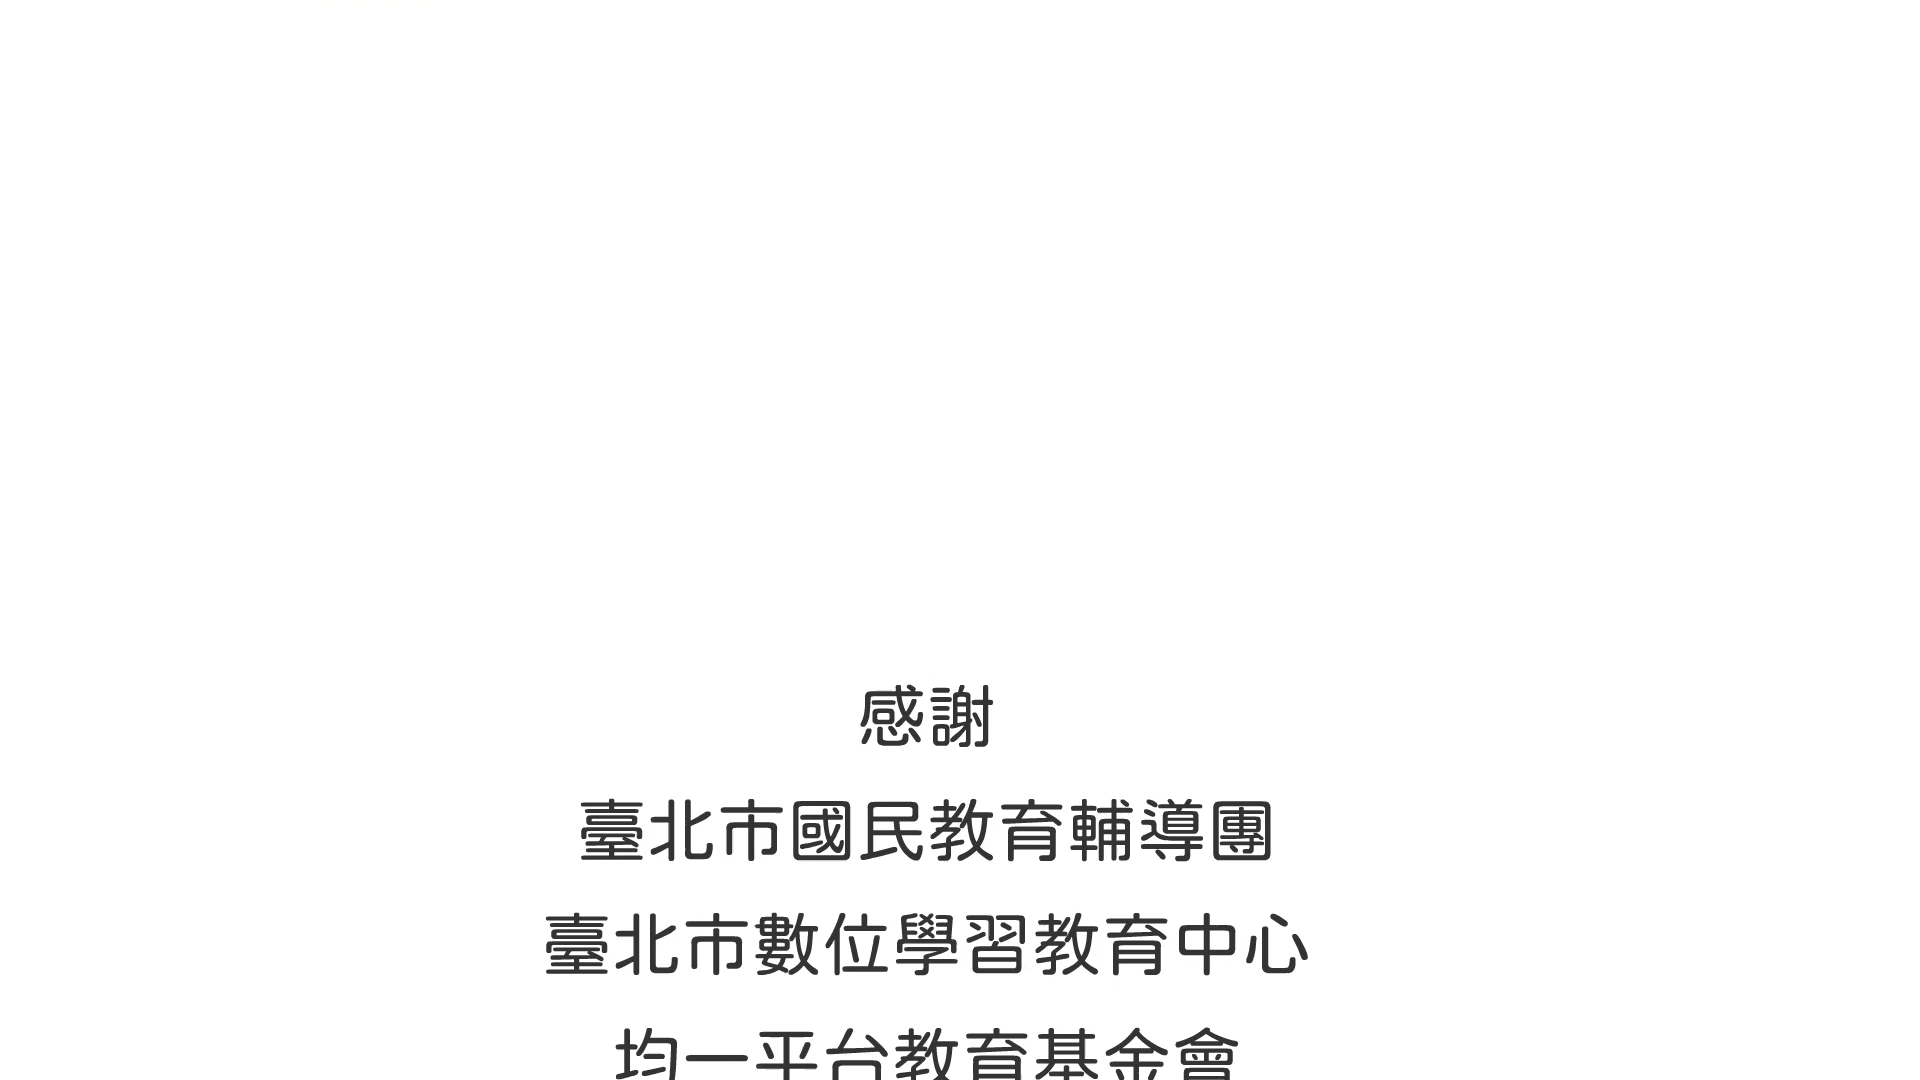 感謝
臺北市國民教育輔導團
臺北市數位學習教育中心
均一平台教育基金會